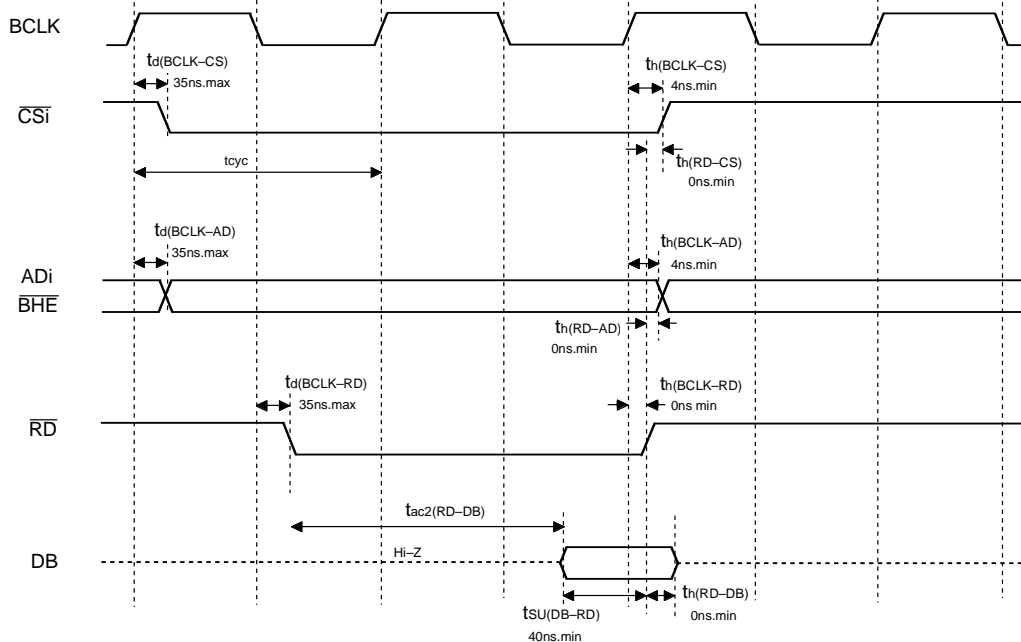 BCLK
td(BCLK–CS)
35ns.max
th(BCLK–CS)
4ns.min
CSi
tcyc
th(RD–CS)
0ns.min
td(BCLK–AD)
35ns.max
th(BCLK–AD)
4ns.min
ADi
BHE
th(RD–AD)
0ns.min
td(BCLK–RD)
35ns.max
th(BCLK–RD)
0ns min
RD
tac2(RD–DB)
Hi–Z
DB
tSU(DB–RD)
40ns.min
th(RD–DB)
0ns.min